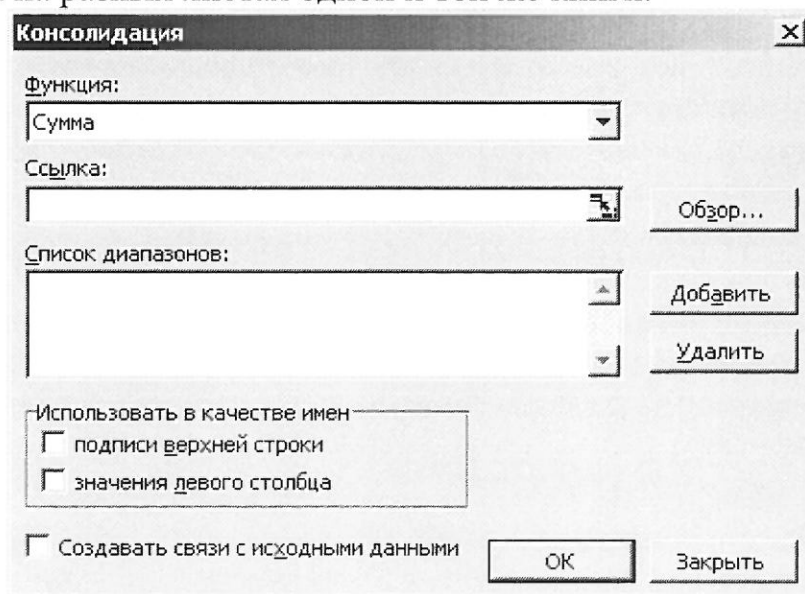 Консолидация
Функция:
Сумма
Ссылка:
Обзор...
Список диапазонов:
Добавить
Удалить
Использовать в качестве имен
подписи верхней строки
значения левого столбца
Создавать связи с исходными данными
ОК
Закрыть